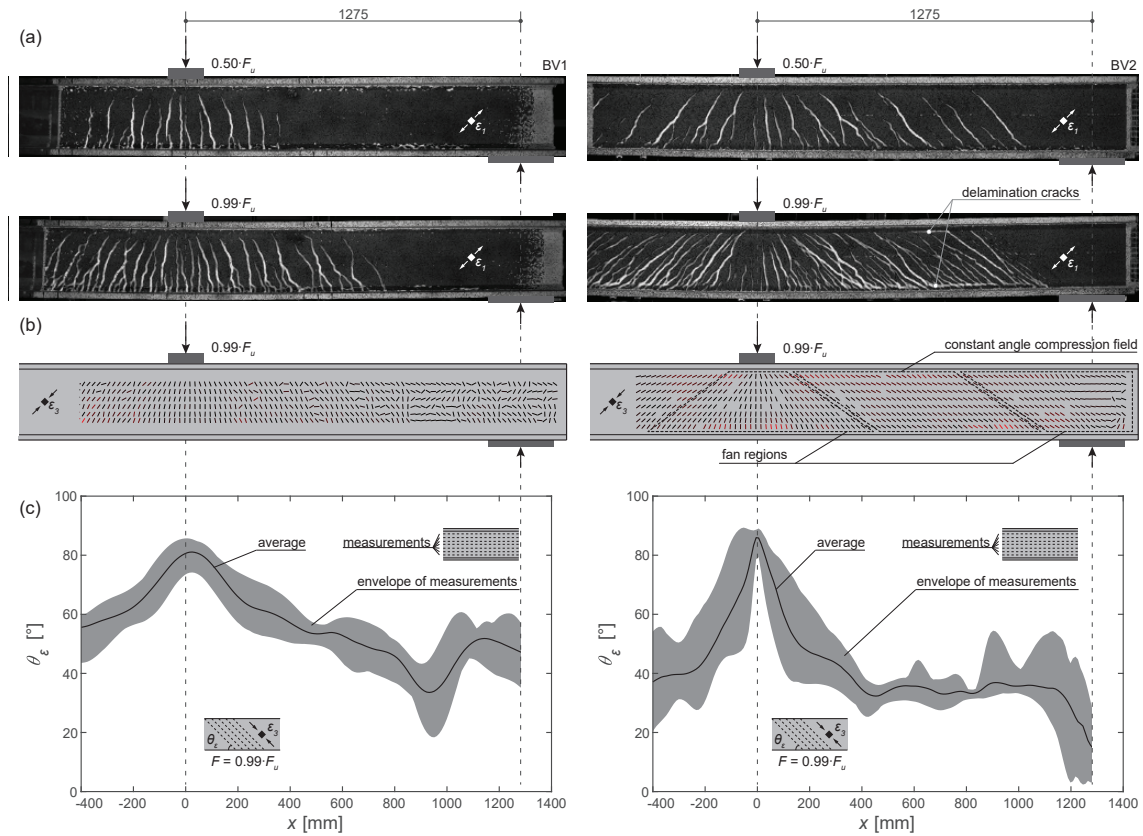 1275
1275
(a)
0.50·Fu
BV1
0.50·Fu
BV2
ε1
ε1
0.99·Fu
0.99·Fu
delamination cracks
ε1
ε1
(b)
0.99·Fu
0.99·Fu
constant angle compression field
ε3
ε3
fan regions
(c)
100
80
60
40
20
0
θε [°]
average
measurements
envelope of measurements
θε
ε3
F = 0.99·Fu
-400 -200 0 200 400 600 800 1000 1200 1400
x [mm]
100
80
60
40
20
0
θε [°]
average
measurements
envelope of measurements
θε
ε3
F = 0.99·Fu
-400 -200 0 200 400 600 800 1000 1200 1400
x [mm]